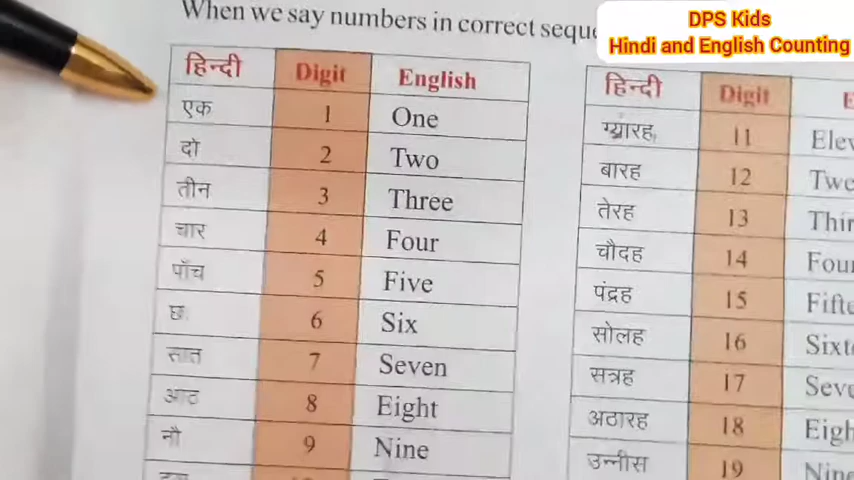 When we say numbers in correct
DPS Kids
Hindi and English Counting
हिन्दी Digit English
एक 1 One
दो 2 Two
तीन 3 Three
चार 4 Four
पाँच 5 Five
छः 6 Six
सात 7 Seven
आठ 8 Eight
नौ 9 Nine
हिन्दी Digit
ग्यारह 11
बारह 12
तेरह 13
चौदह 14
पंद्रह 15
सोलह 16
सत्रह 17
अठारह 18
उन्नीस 19